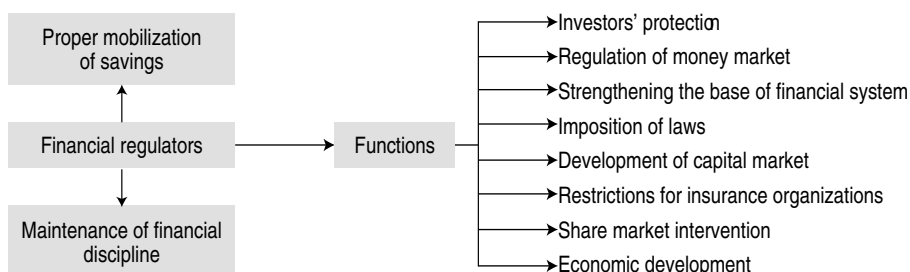 Proper mobilization
of savings
Financial regulators
Maintenance of financial
discipline
Functions
Investors' protection
Regulation of money market
Strengthening the base of financial system
Imposition of laws
Development of capital market
Restrictions for insurance organizations
Share market intervention
Economic development